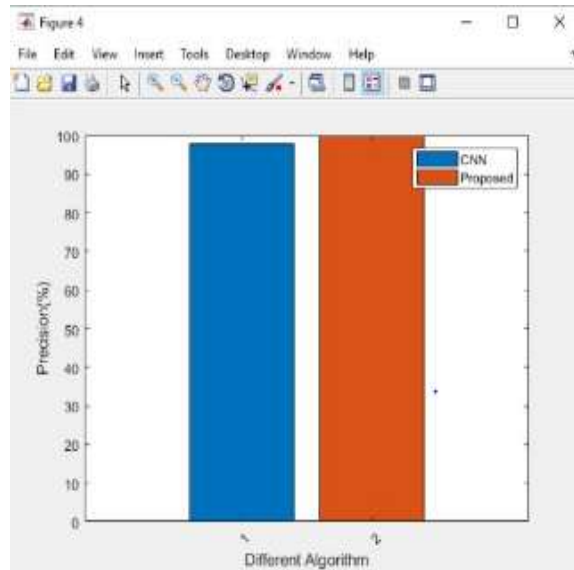 Figure 4
File Edit View Insert Tools Desktop Window Help
100
90
80
70
60
50
40
30
20
10
0
Precision(%)
CNN
Proposed
1
2
Different Algorithm